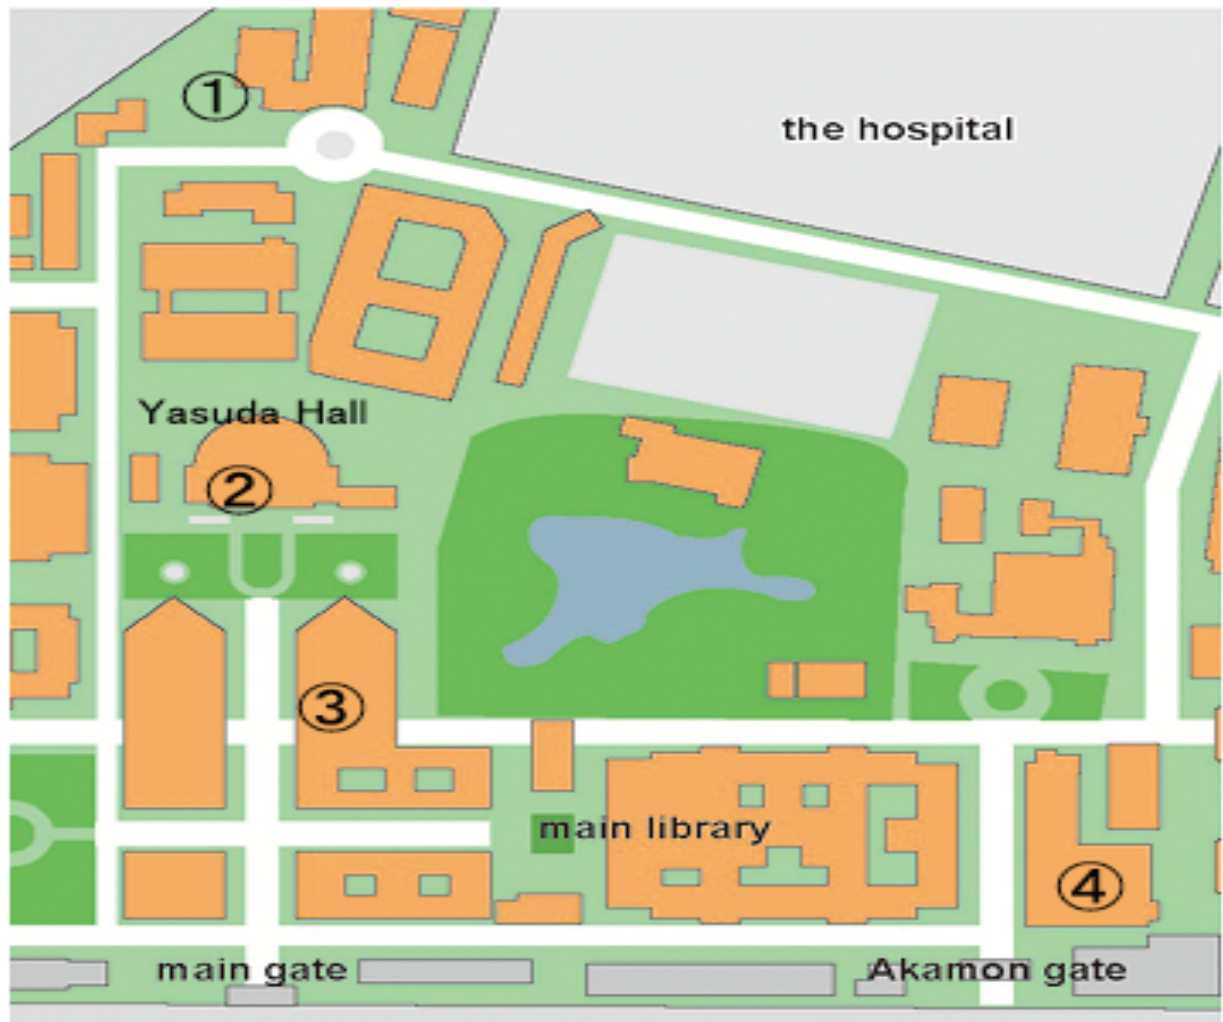 ①
the hospital
Yasuda Hall
②
③
main library
④
main gate
Akamon gate